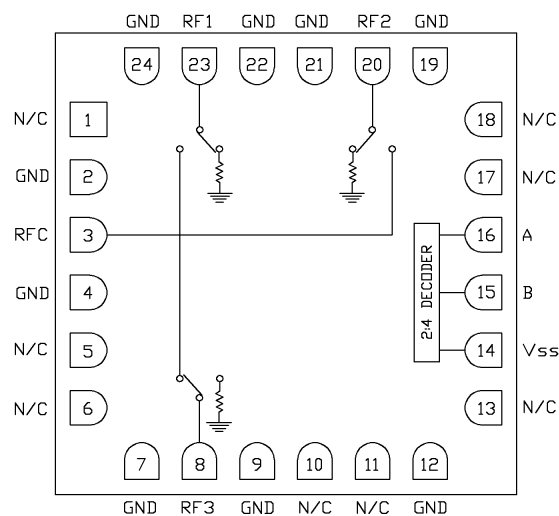 GND RF1 GND GND RF2 GND
24 23 22 21 20 19
N/C 1 18 N/C
GND 2 17 N/C
RFC 3 16 A
GND 4 15 B
N/C 5 14 Vss
N/C 6 13 N/C
2:4 DECODER
7 8 9 10 11 12
GND RF3 GND N/C N/C GND